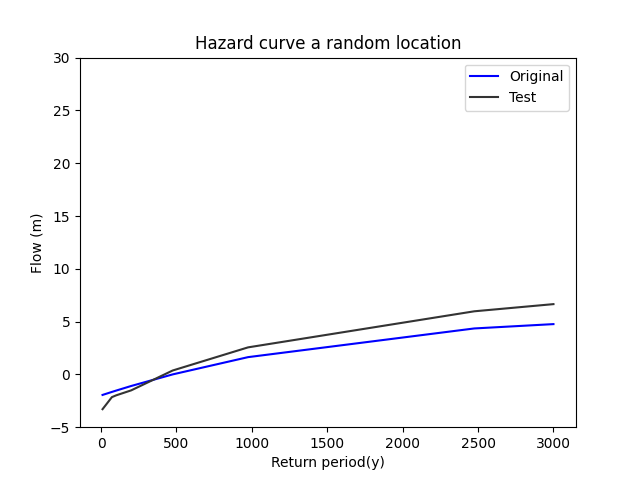 Hazard curve a random location
Original
Test
30
25
20
15
10
5
0
−5
Flow (m)
0 500 1000 1500 2000 2500 3000
Return period(y)